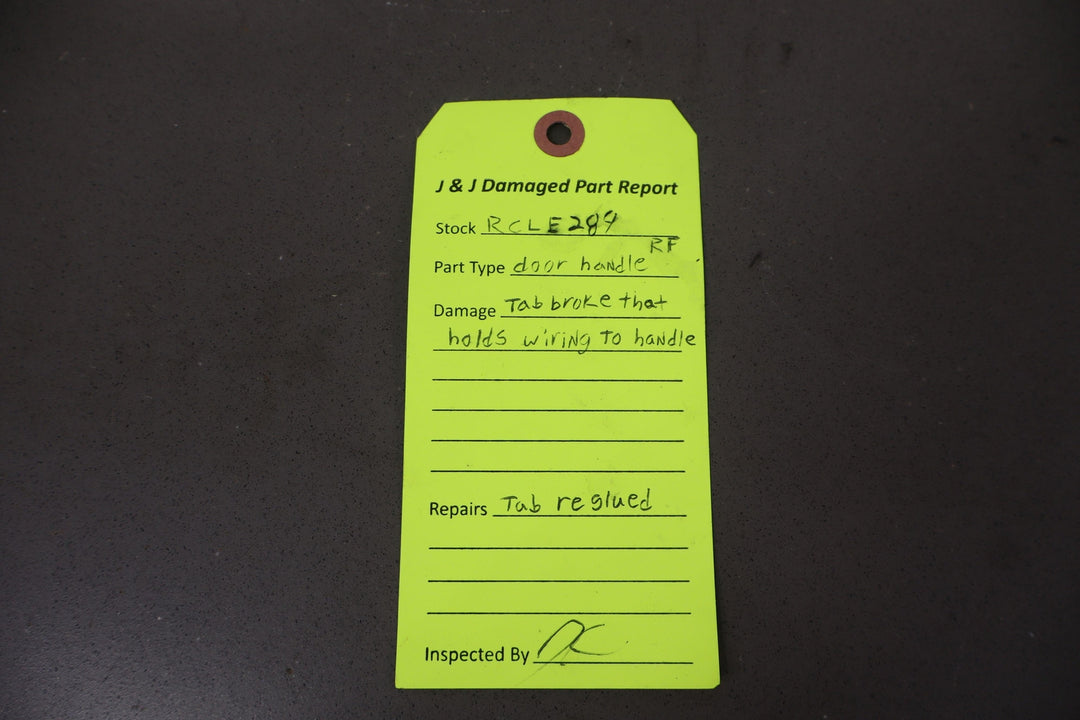 J & J Damaged Part Report
Stock RCLE289
RF
Part Type door handle
Damage Tab broke that
holds wiring To handle
Repairs Tab reglued
Inspected By